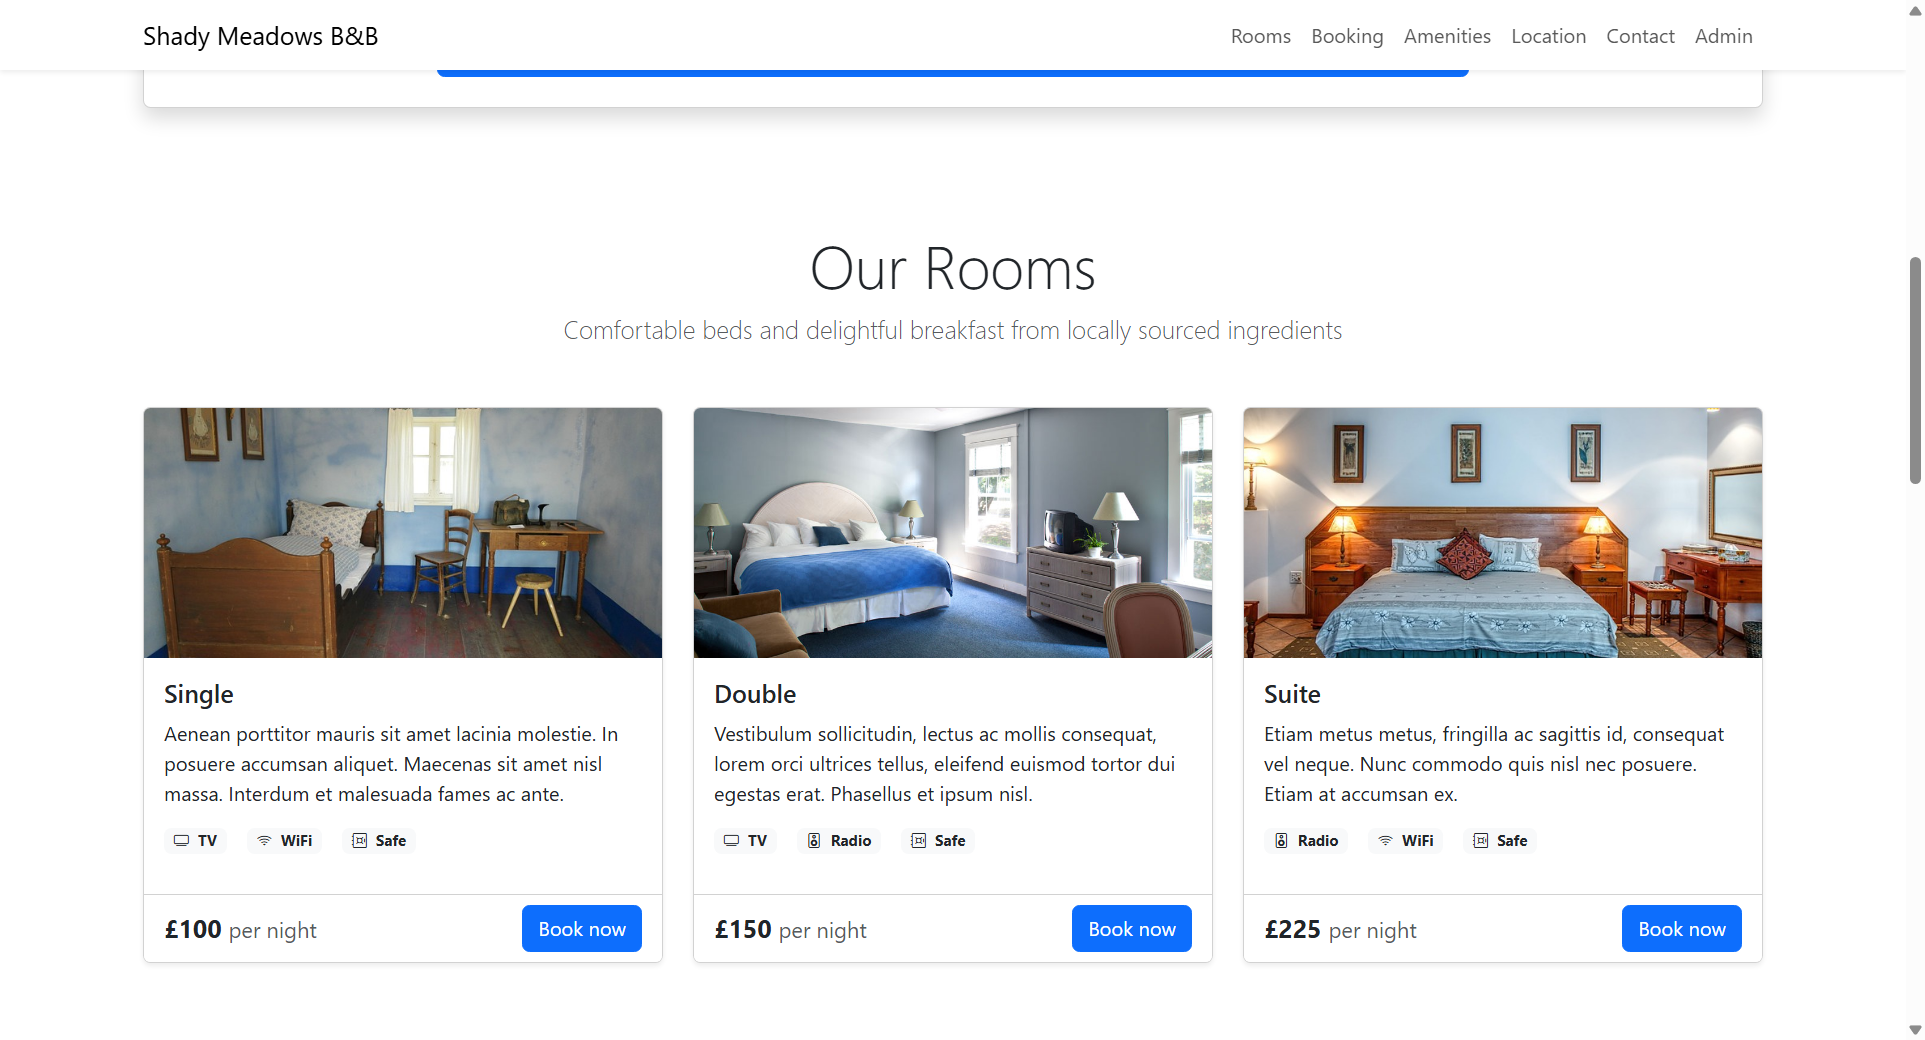 Shady Meadows B&B
Rooms Booking Amenities Location Contact Admin
Our Rooms
Comfortable beds and delightful breakfast from locally sourced ingredients
Single
Aenean porttitor mauris sit amet lacinia molestie. In
posuere accumsan aliquet. Maecenas sit amet nisl
massa. Interdum et malesuada fames ac ante.
TV WiFi Safe
£100 per night
Book now
Double
Vestibulum sollicitudin, lectus ac mollis consequat,
lorem orci ultrices tellus, eleifend euismod tortor dui
egestas erat. Phasellus et ipsum nisl.
TV Radio Safe
£150 per night
Book now
Suite
Etiam metus metus, fringilla ac sagittis id, consequat
vel neque. Nunc commodo quis nisl nec posuere.
Etiam at accumsan ex.
Radio WiFi Safe
£225 per night
Book now